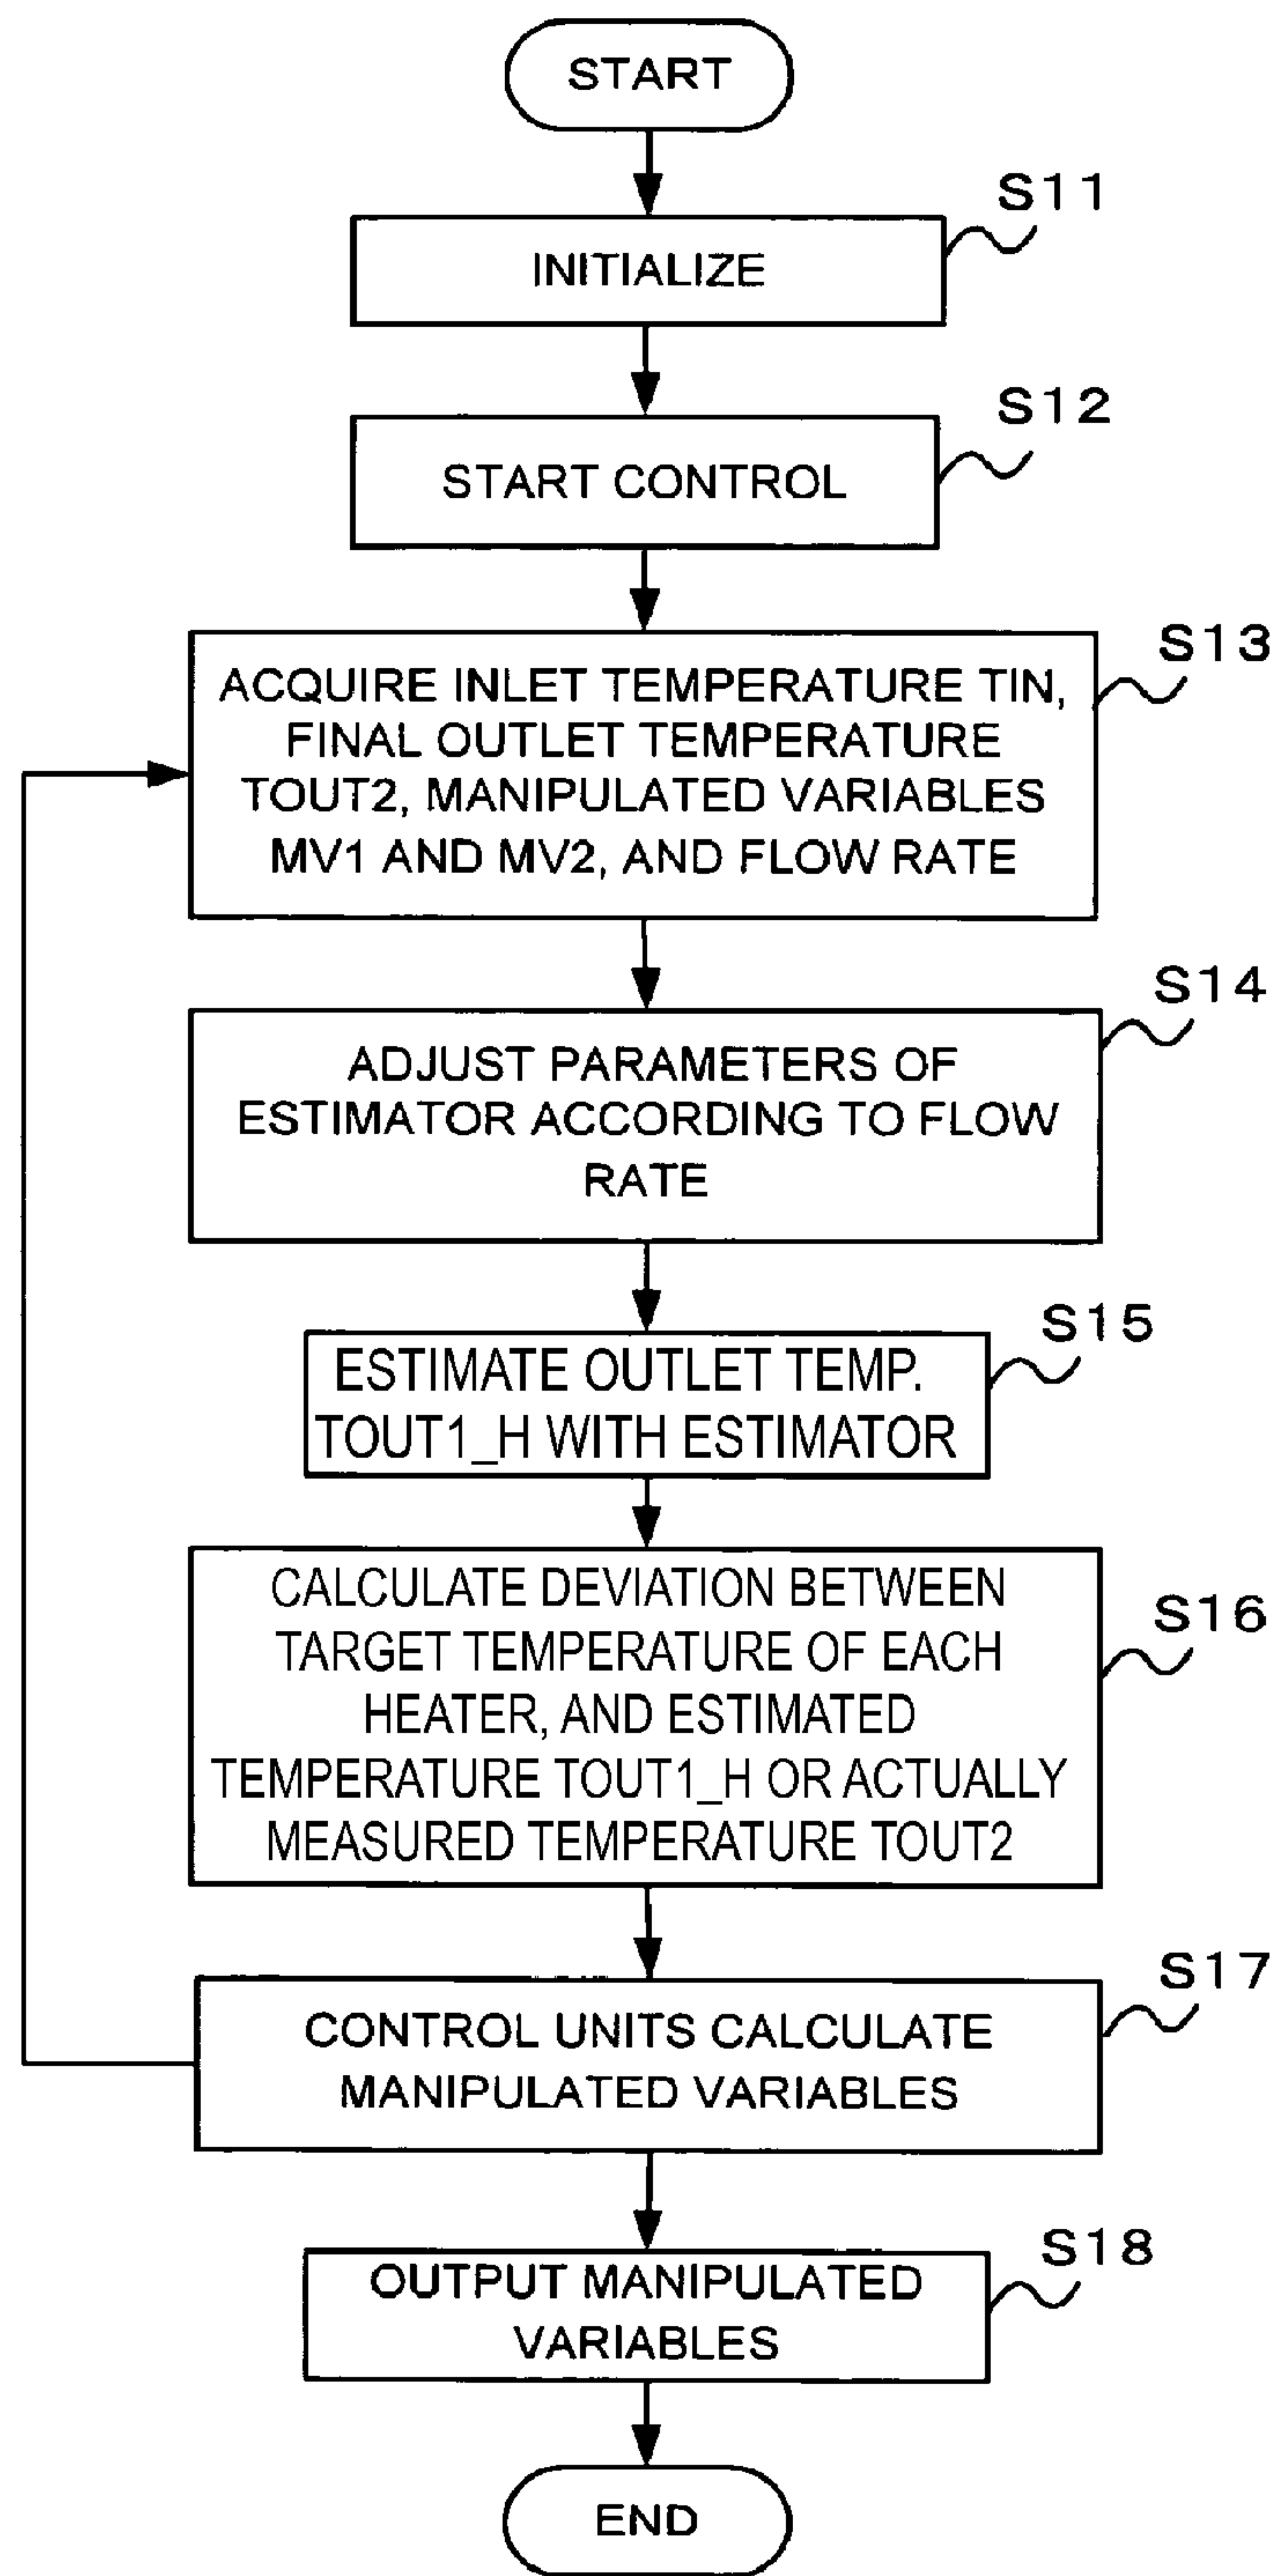 START
S11
INITIALIZE
S12
START CONTROL
S13
ACQUIRE INLET TEMPERATURE TIN,
FINAL OUTLET TEMPERATURE
TOUT2, MANIPULATED VARIABLES
MV1 AND MV2, AND FLOW RATE
S14
ADJUST PARAMETERS OF
ESTIMATOR ACCORDING TO FLOW
RATE
S15
ESTIMATE OUTLET TEMP.
TOUT1_H WITH ESTIMATOR
S16
CALCULATE DEVIATION BETWEEN
TARGET TEMPERATURE OF EACH
HEATER, AND ESTIMATED
TEMPERATURE TOUT1_H OR ACTUALLY
MEASURED TEMPERATURE TOUT2
S17
CONTROL UNITS CALCULATE
MANIPULATED VARIABLES
S18
OUTPUT MANIPULATED
VARIABLES
END